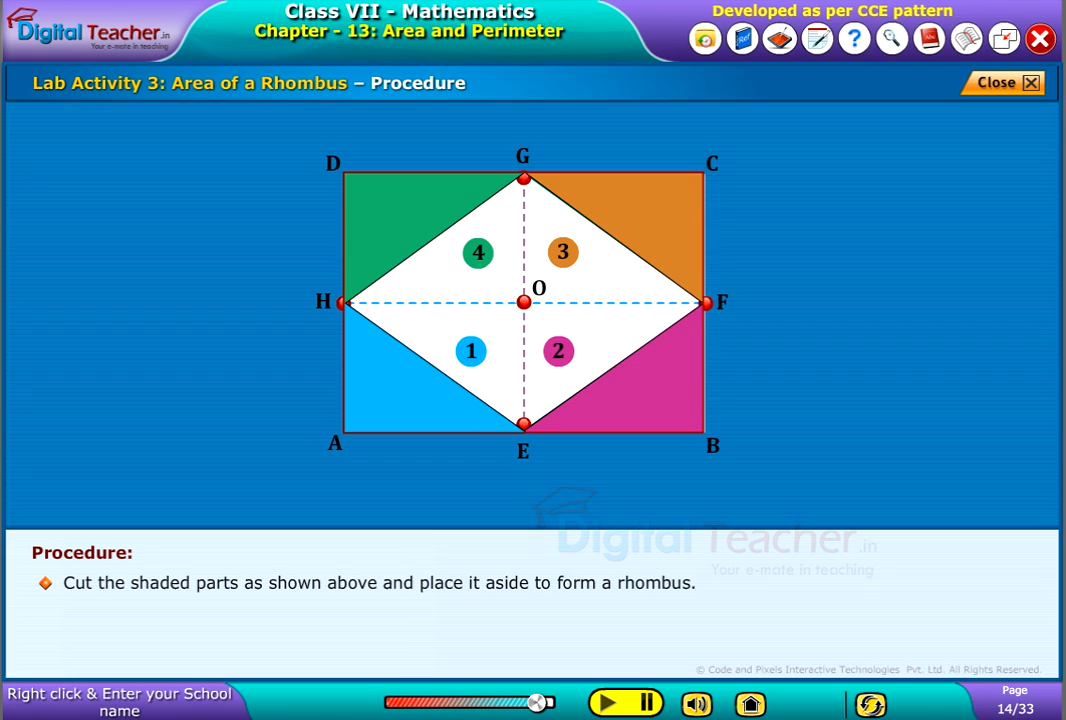 Digital Teacher.in
Your e-mate in teaching
Class VII - Mathematics
Chapter - 13: Area and Perimeter
Developed as per CCE pattern
Ref
?
Abc
Lab Activity 3: Area of a Rhombus – Procedure
Close
D G C
4 3
H O F
1 2
A E B
Digital Teacher.in
Your e-mate in teaching
Procedure:
Cut the shaded parts as shown above and place it aside to form a rhombus.
© Code and Pixels Interactive Technologies Pvt. Ltd. All Rights Reserved.
Right click & Enter your School
name
Page
14/33